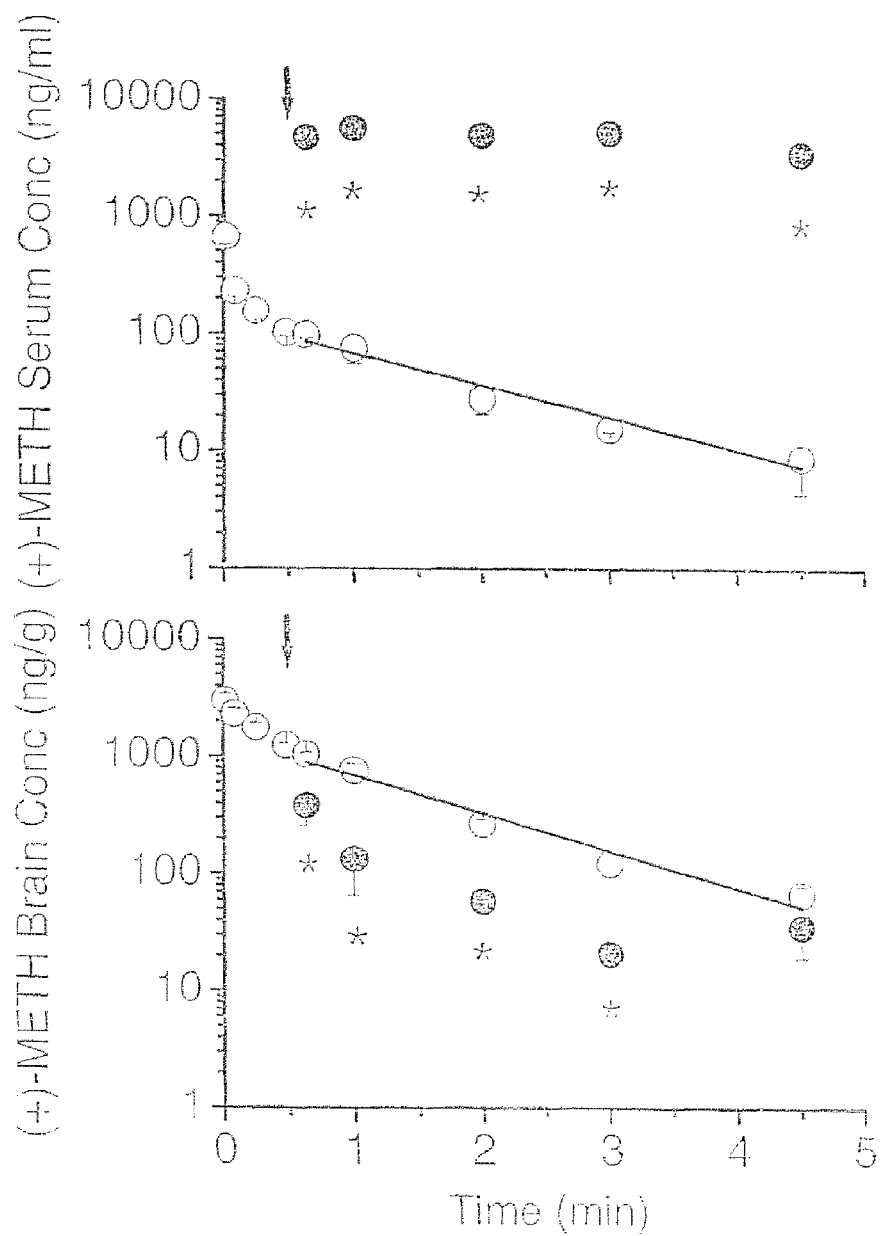 (+)-METH Serum Conc (ng/ml)
10000
1000
100
10
1
* * * * *
(+)-METH Brain Conc (ng/g)
10000
1000
100
10
1
* * * *
0 1 2 3 4 5
Time (min)